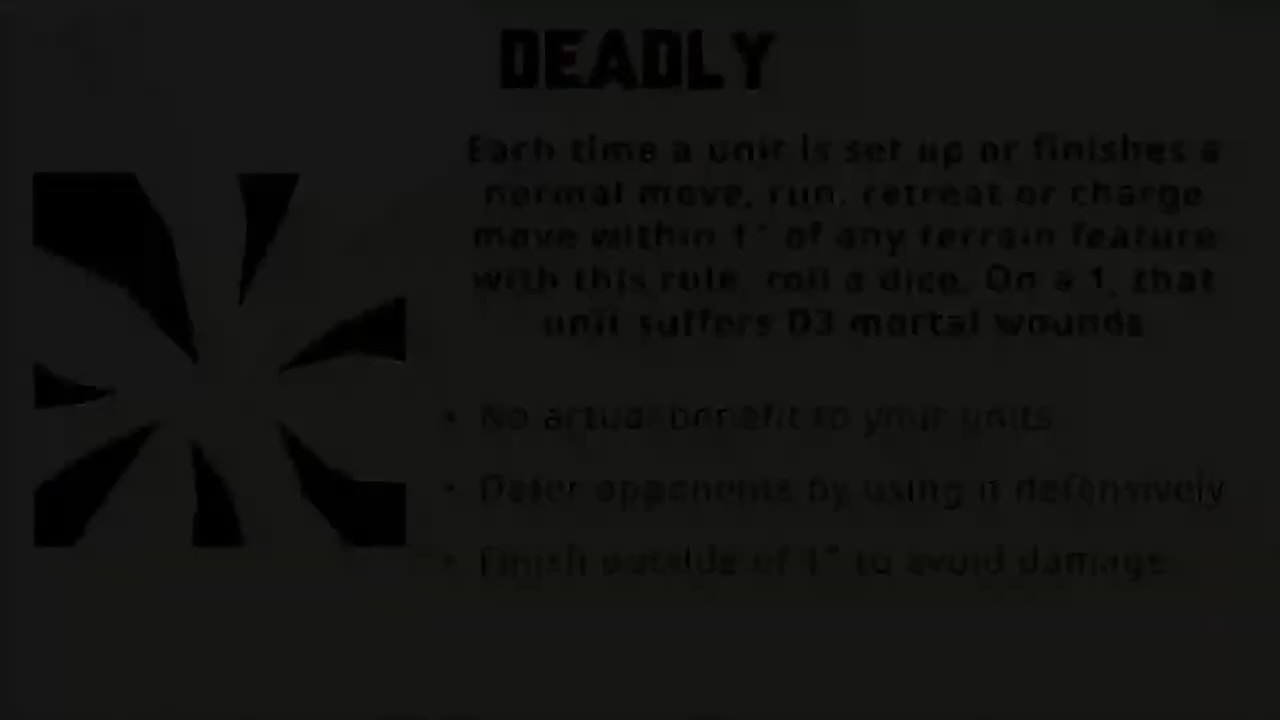 DEADLY
Each time a unit is set up or finishes a
normal move, run, retreat or charge
move within 1" of any terrain feature
with this rule, roll a dice. On a 1, that
unit suffers D3 mortal wounds
• No actual benefit to your units
• Deter opponents by using it defensively
• Finish outside of 1" to avoid damage